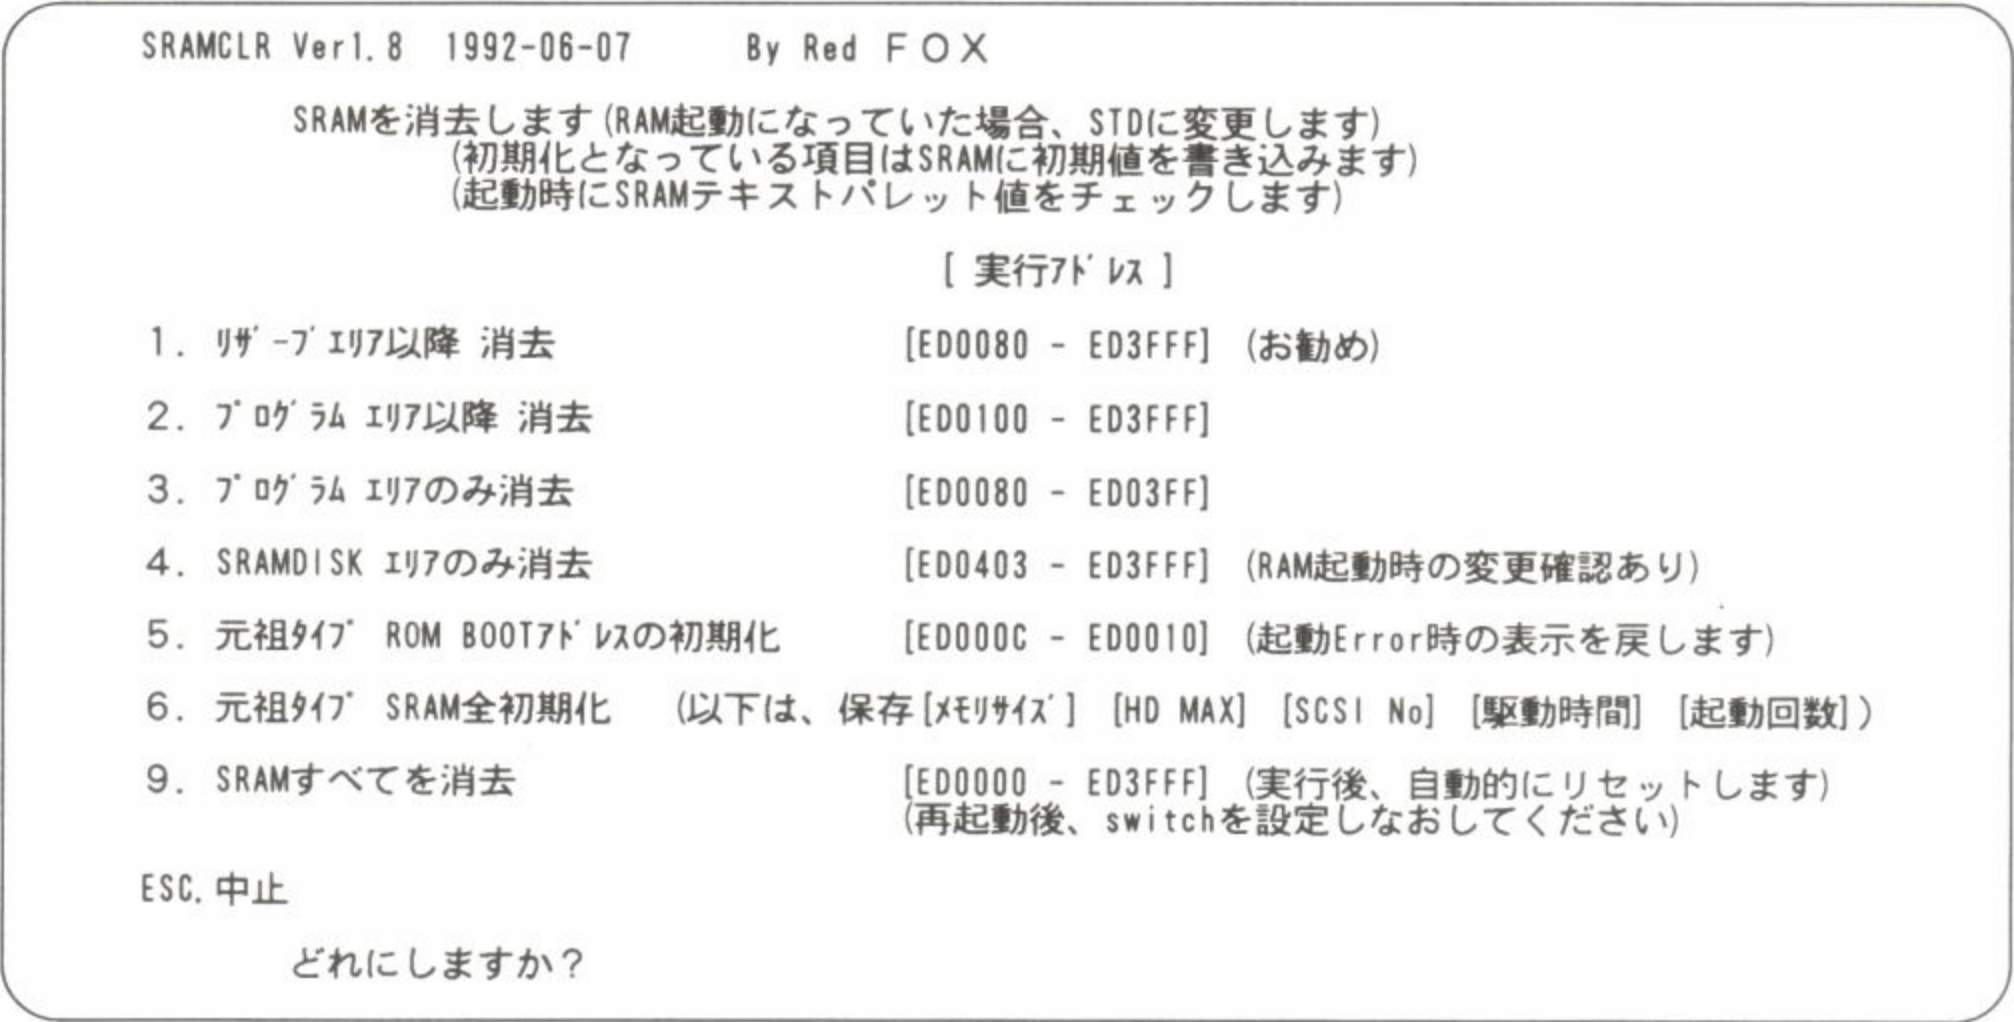 SRAMCLR Ver1.8  1992-06-07      By Red ＦＯＸ
SRAMを消去します(RAM起動になっていた場合、STDに変更します)
(初期化となっている項目はSRAMに初期値を書き込みます)
(起動時にSRAMテキストパレット値をチェックします)
[ 実行ｱﾄﾞﾚｽ ]
１．ﾘｻﾞｰﾌﾞｴﾘｱ以降 消去 [ED0080 - ED3FFF] (お勧め)
２．ﾌﾟﾛｸﾞﾗﾑ ｴﾘｱ以降 消去 [ED0100 - ED3FFF]
３．ﾌﾟﾛｸﾞﾗﾑ ｴﾘｱのみ消去 [ED0080 - ED03FF]
４．SRAMDISK ｴﾘｱのみ消去 [ED0403 - ED3FFF] (RAM起動時の変更確認あり)
５．元祖ﾀｲﾌﾟ ROM BOOTｱﾄﾞﾚｽの初期化 [ED000C - ED0010] (起動Error時の表示を戻します)
６．元祖ﾀｲﾌﾟ SRAM全初期化 (以下は、保存[ﾒﾓﾘｻｲｽﾞ] [HD MAX] [SCSI No] [駆動時間] [起動回数])
９．SRAMすべてを消去 [ED0000 - ED3FFF] (実行後、自動的にリセットします)
(再起動後、switchを設定しなおしてください)
ESC.中止
どれにしますか？